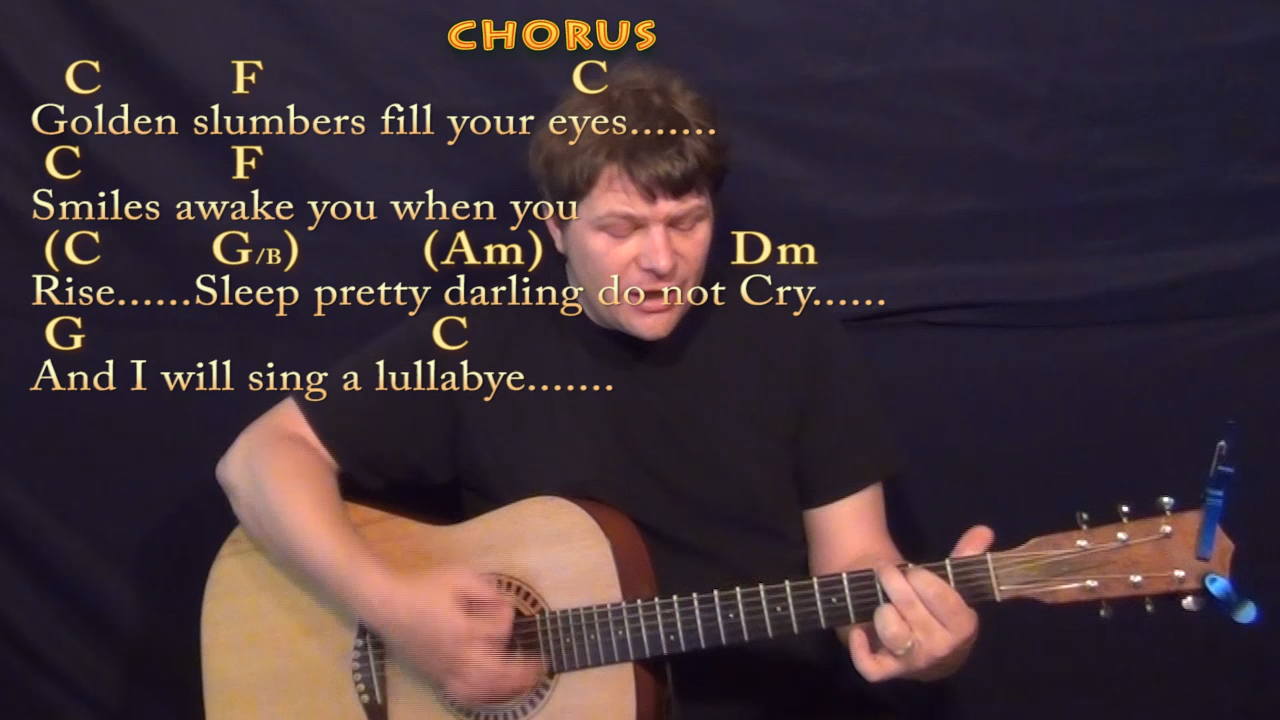 CHORUS
C F C
Golden slumbers fill your eyes.......
C F
Smiles awake you when you
(C G/B) (Am) Dm
Rise......Sleep pretty darling do not Cry......
G C
And I will sing a lullabye.......